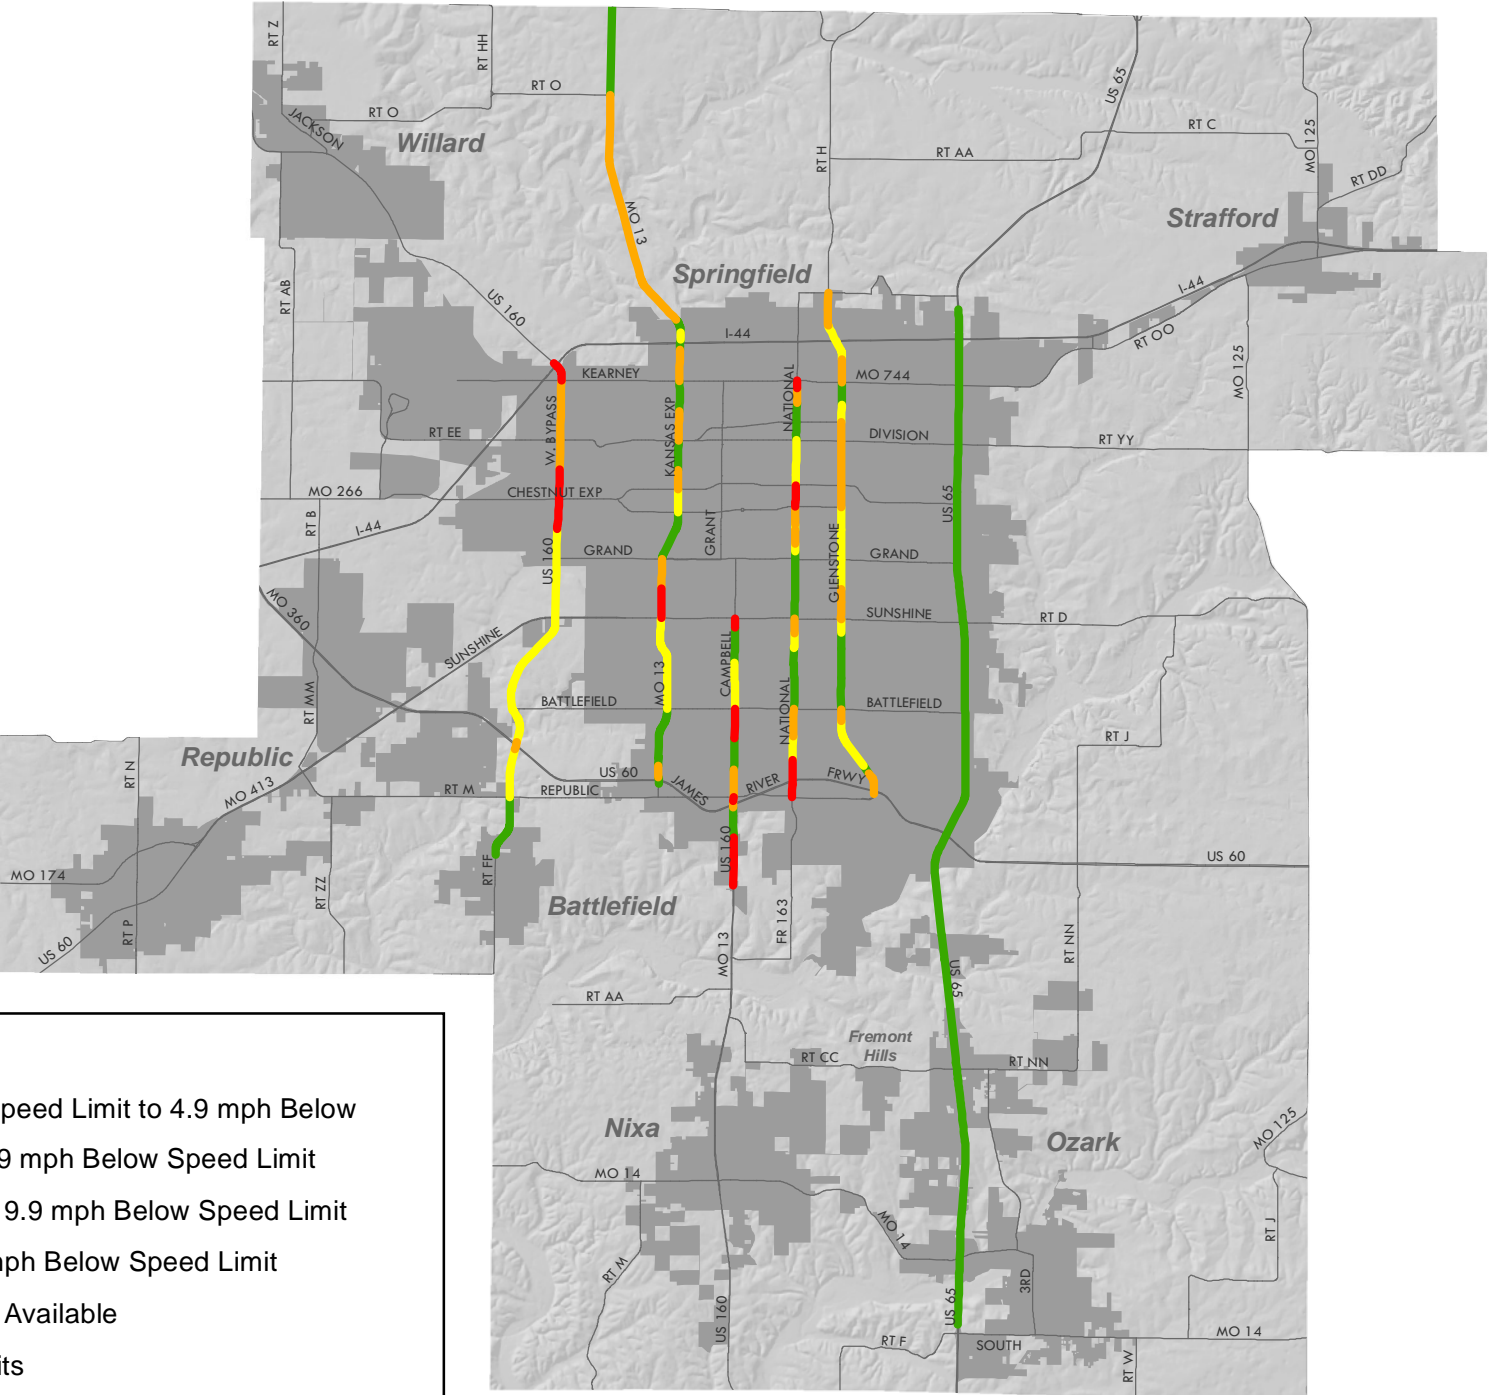 RT Z
RT HH
US 65
RT O
RT O
JACKSON
Willard
RT H
RT AA
RT C
MO 125
RT DD
MO 13
Strafford
Springfield
RT AB
US 160
I-44
I-44
RT OO
KEARNEY
NATIONAL
MO 744
MO 125
W. BYPASS
KANSAS EXP
RT EE
DIVISION
RT YY
MO 266
CHESTNUT EXP
US 65
RT B
I-44
GRANT
US 160
GRAND
GLENSTONE
GRAND
MO 360
SUNSHINE
SUNSHINE
RT D
CAMPBELL
RT MM
MO 13
BATTLEFIELD
NATIONAL
BATTLEFIELD
RT J
Republic
RT N
MO 413
RT M
US 60
REPUBLIC
JAMES
RIVER
FRWY
US 160
US 60
MO 174
RT FF
RT ZZ
Battlefield
FR 163
RT P
US 60
MO 13
RT NN
US 65
RT AA
Fremont
Hills
RT CC
RT NN
Nixa
Ozark
MO 125
MO 14
MO 14
RT J
RT M
3RD
US 160
US 65
RT F
SOUTH
MO 14
RT W
peed Limit to 4.9 mph Below
9 mph Below Speed Limit
9.9 mph Below Speed Limit
mph Below Speed Limit
Available
its